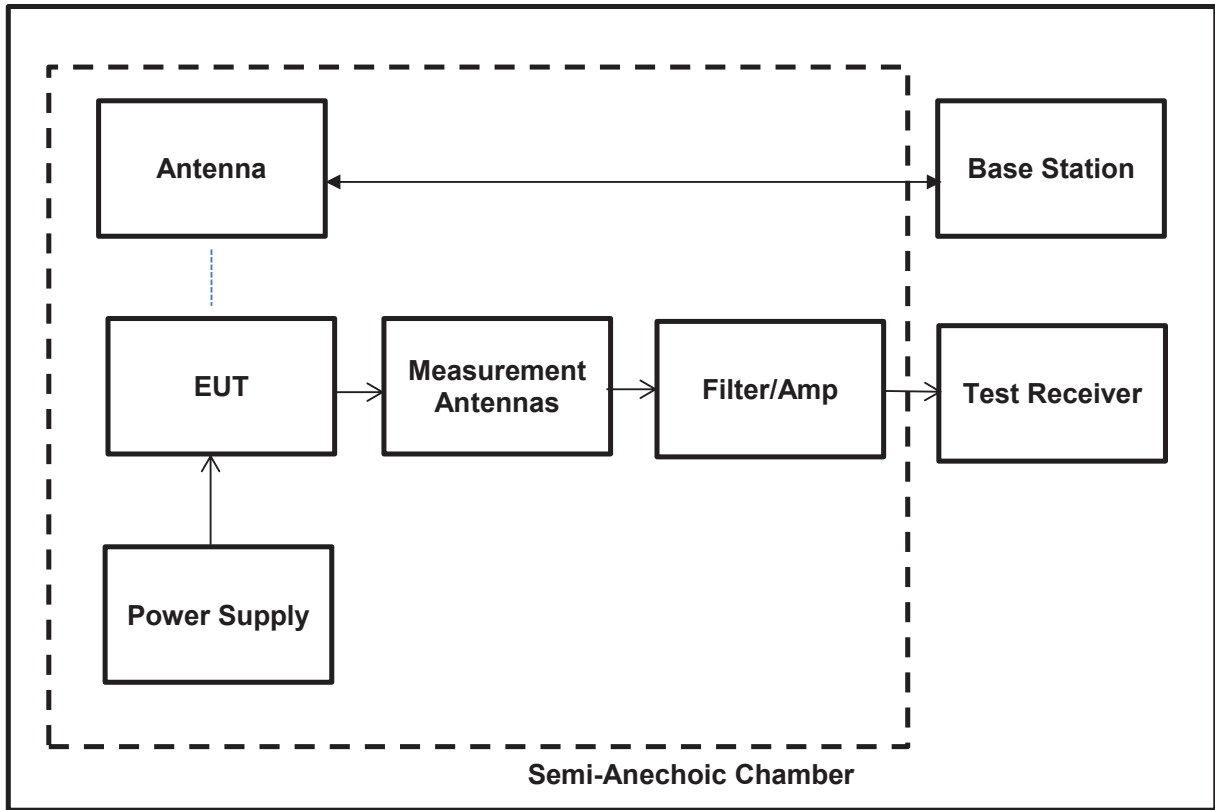 Antenna
Base Station
EUT
Measurement
Antennas
Filter/Amp
Test Receiver
Power Supply
Semi-Anechoic Chamber